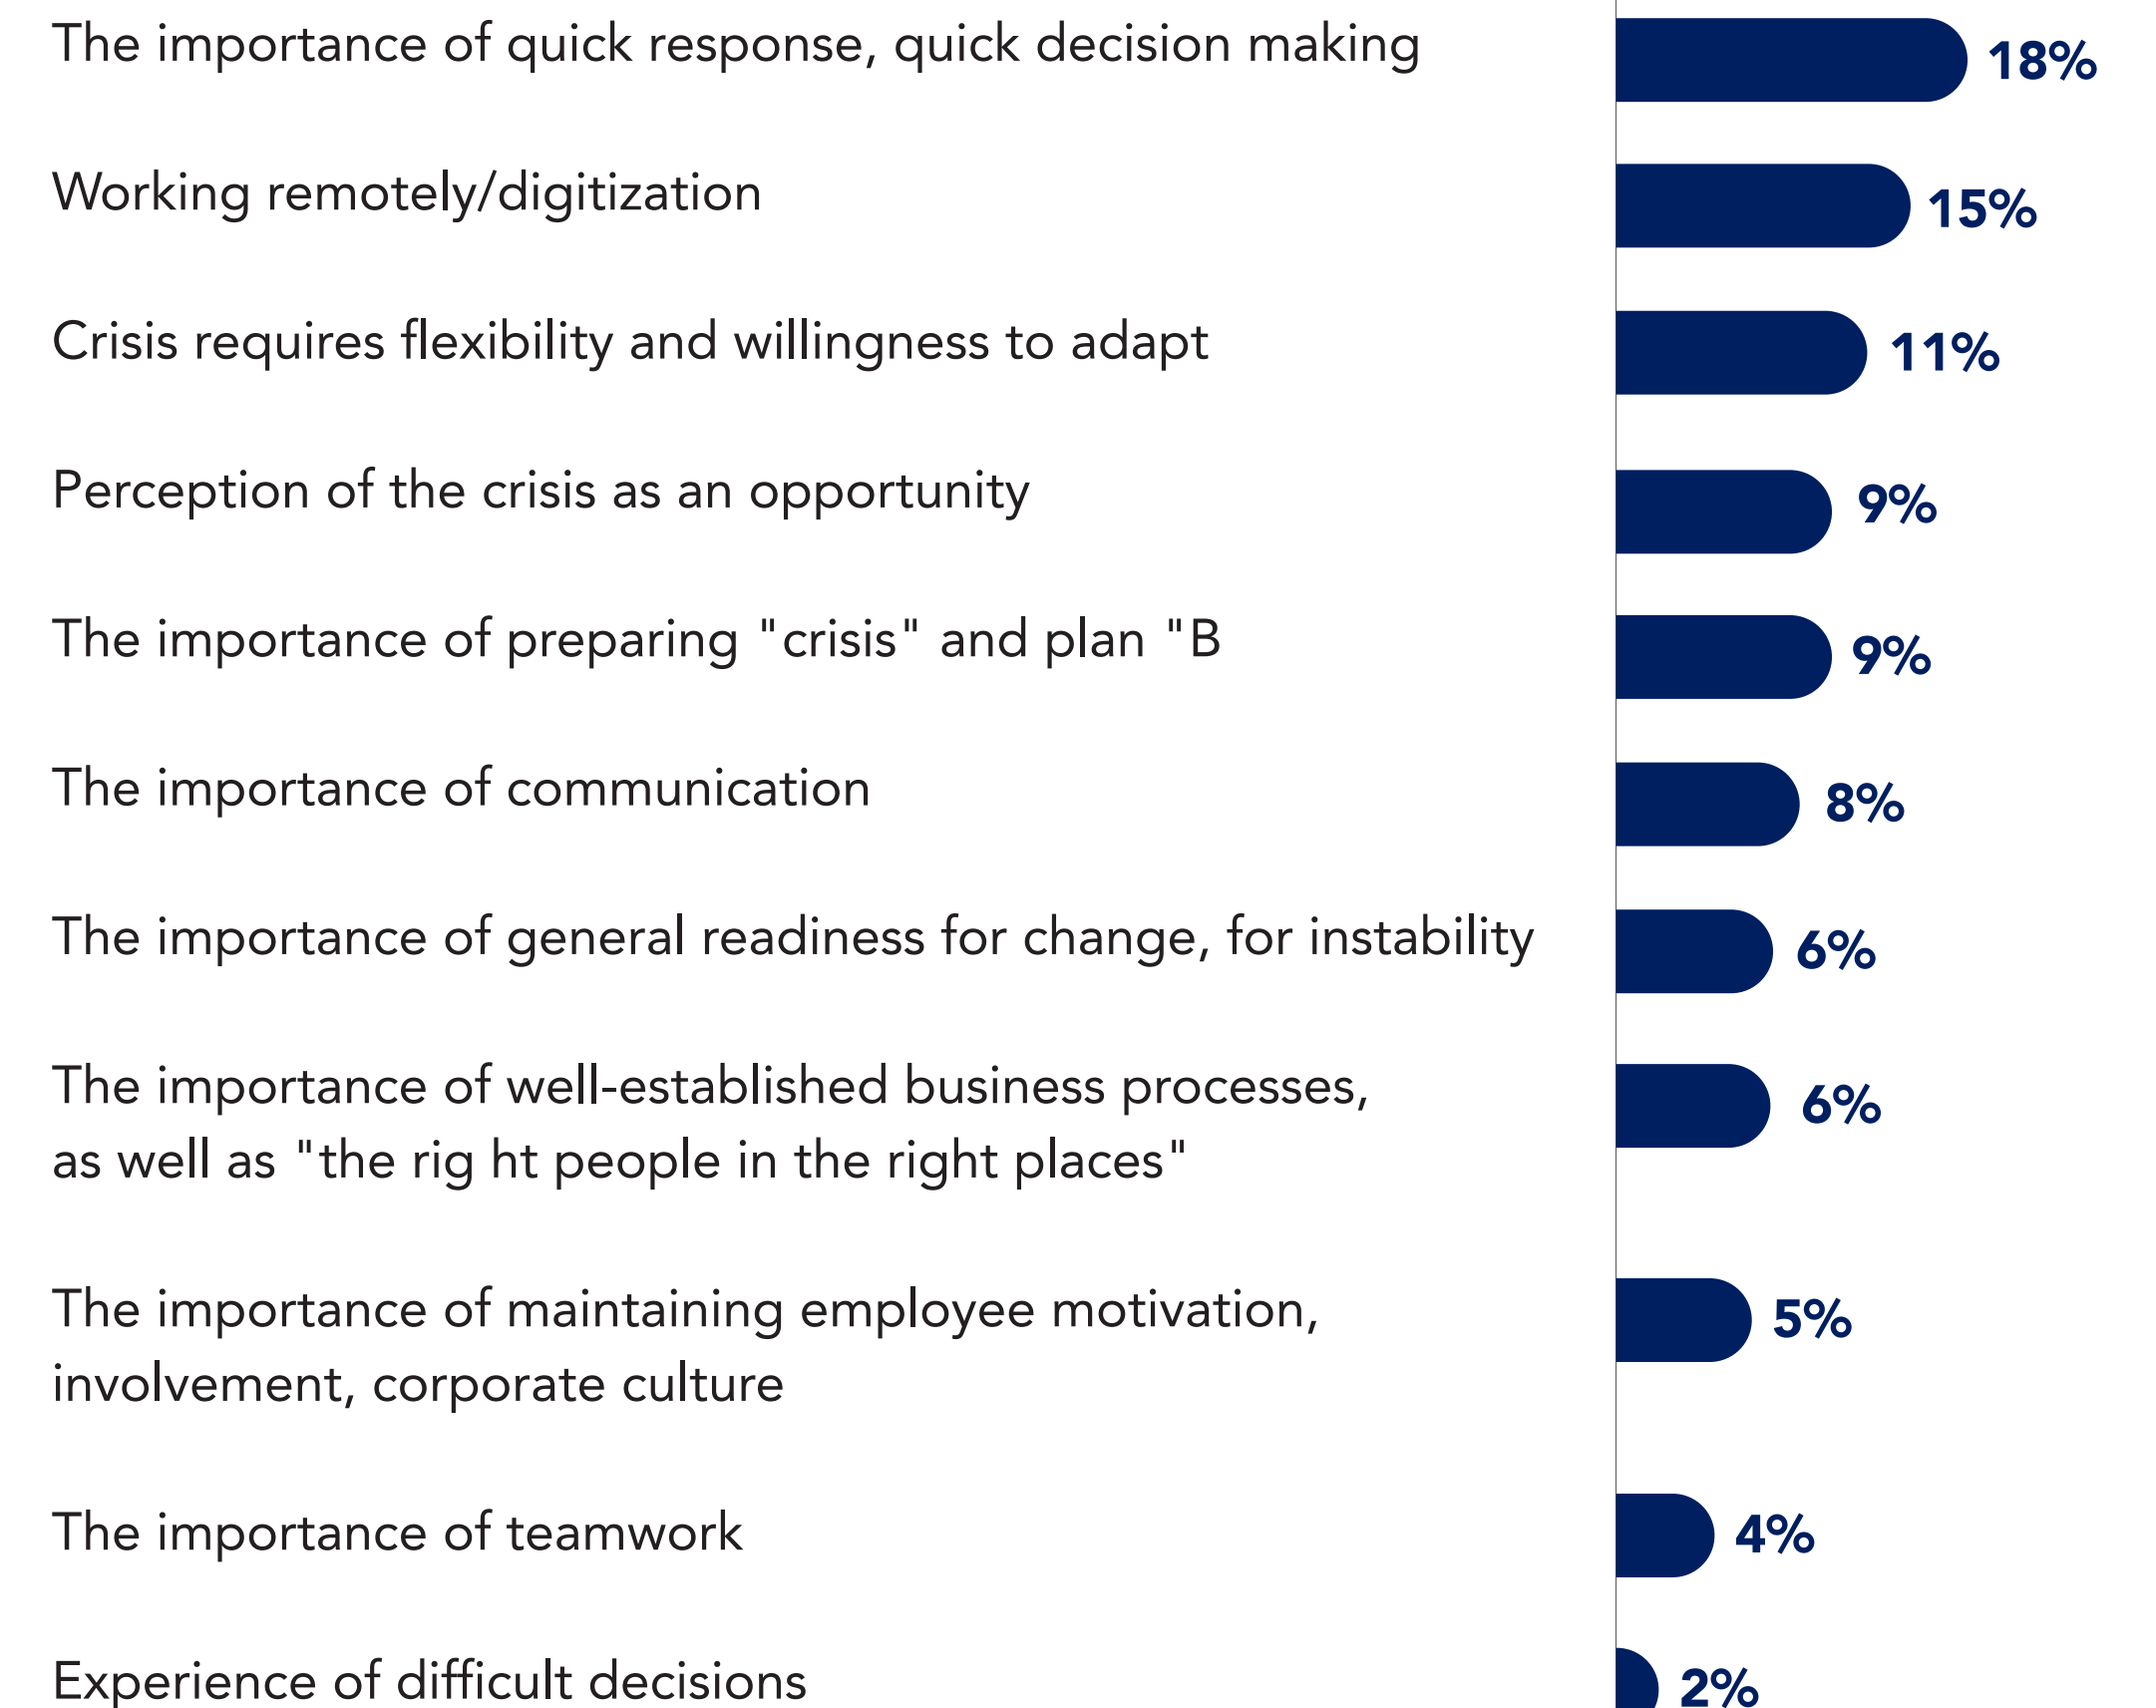 The importance of quick response, quick decision making 18%
Working remotely/digitization 15%
Crisis requires flexibility and willingness to adapt 11%
Perception of the crisis as an opportunity 9%
The importance of preparing "crisis" and plan "B 9%
The importance of communication 8%
The importance of general readiness for change, for instability 6%
The importance of well-established business processes, 6%
as well as "the rig ht people in the right places"
The importance of maintaining employee motivation, 5%
involvement, corporate culture
The importance of teamwork 4%
Experience of difficult decisions 2%